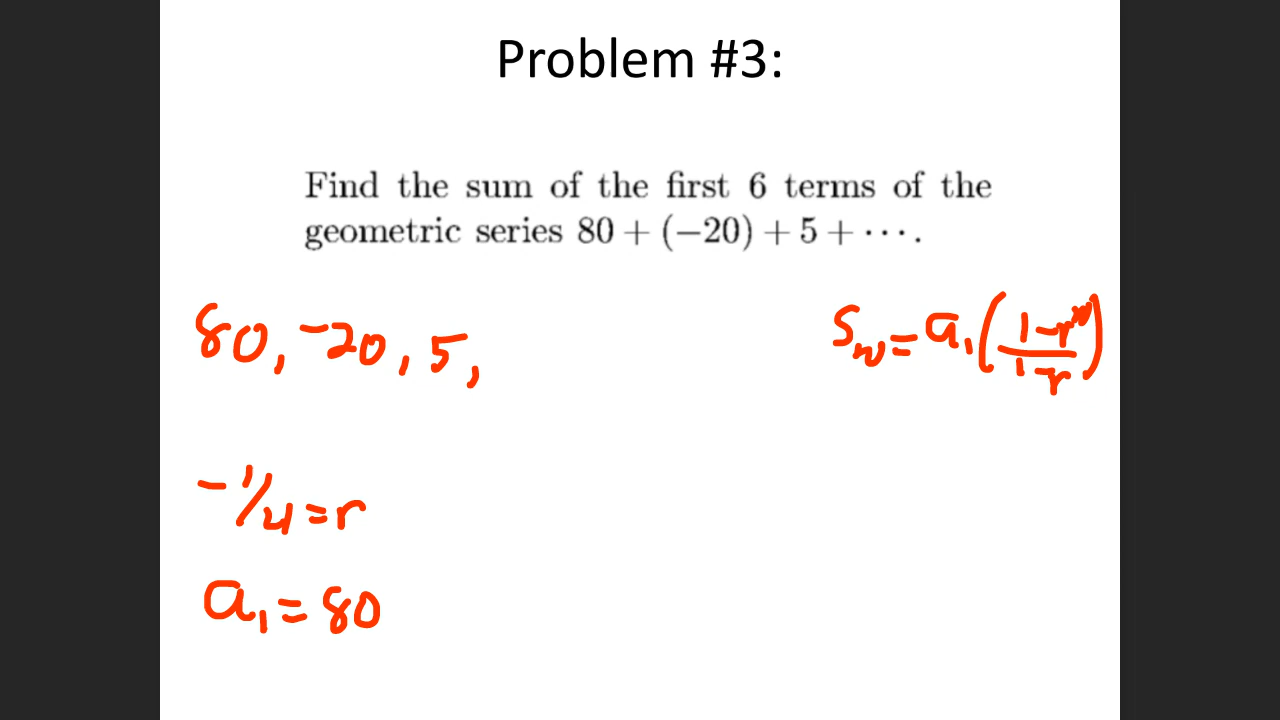 Problem #3:
Find the sum of the first 6 terms of the
geometric series 80 + (−20) + 5 + ⋯.
80, -20, 5,
Sₙ = a₁(1-rⁿ/1-r)
-1/4 = r
a₁ = 80